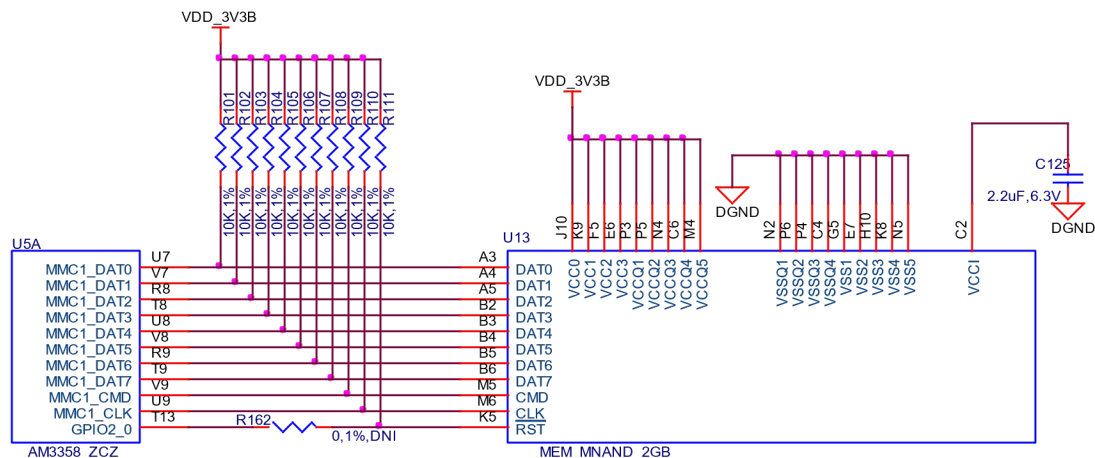 VDD_3V3B
R101
R102
R103
R104
R105
R106
R107
R108
R109
R110
R111
10K,1%
10K,1%
10K,1%
10K,1%
10K,1%
10K,1%
10K,1%
10K,1%
10K,1%
10K,1%
10K,1%
U5A
MMC1_DAT0 U7
MMC1_DAT1 V7
MMC1_DAT2 R8
MMC1_DAT3 T8
MMC1_DAT4 U8
MMC1_DAT5 V8
MMC1_DAT6 R9
MMC1_DAT7 T9
MMC1_CMD V9
MMC1_CLK U9
GPIO2_0 T13
AM3358_ZCZ
R162
0,1%,DNI
U13
A3 DAT0
A4 DAT1
A5 DAT2
B2 DAT3
B3 DAT4
B4 DAT5
B5 DAT6
B6 DAT7
M5 CMD
M6 CLK
K5 RST
MEM_MNAND_2GB
VDD_3V3B
J10 VCC0
K9 VCC1
F5 VCC2
E6 VCC3
P3 VCCQ1
P5 VCCQ2
N4 VCCQ3
C6 VCCQ4
M4 VCCQ5
DGND
N2 VSSQ1
P6 VSSQ2
P4 VSSQ3
C4 VSSQ4
G5 VSS1
E7 VSS2
H10 VSS3
K8 VSS4
N5 VSS5
C2 VCCI
C125
2.2uF,6.3V
DGND